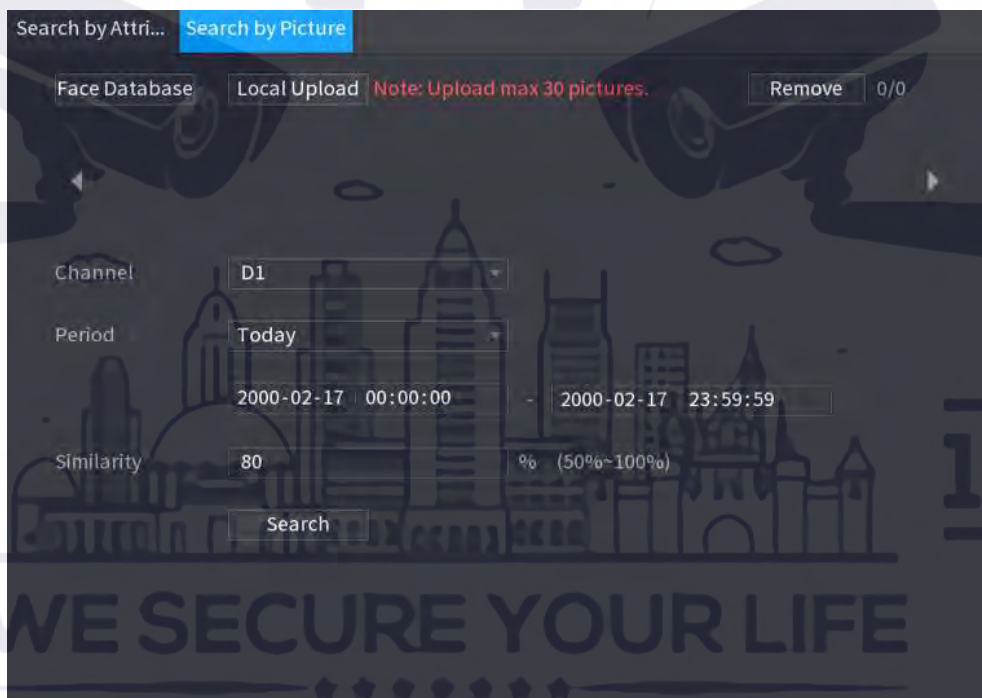 Search by Attri... Search by Picture
Face Database Local Upload Note: Upload max 30 pictures. Remove 0/0
Channel D1
Period Today
2000-02-17 00:00:00 - 2000-02-17 23:59:59
Similarity 80 % (50%~100%)
Search
WE SECURE YOUR LIFE